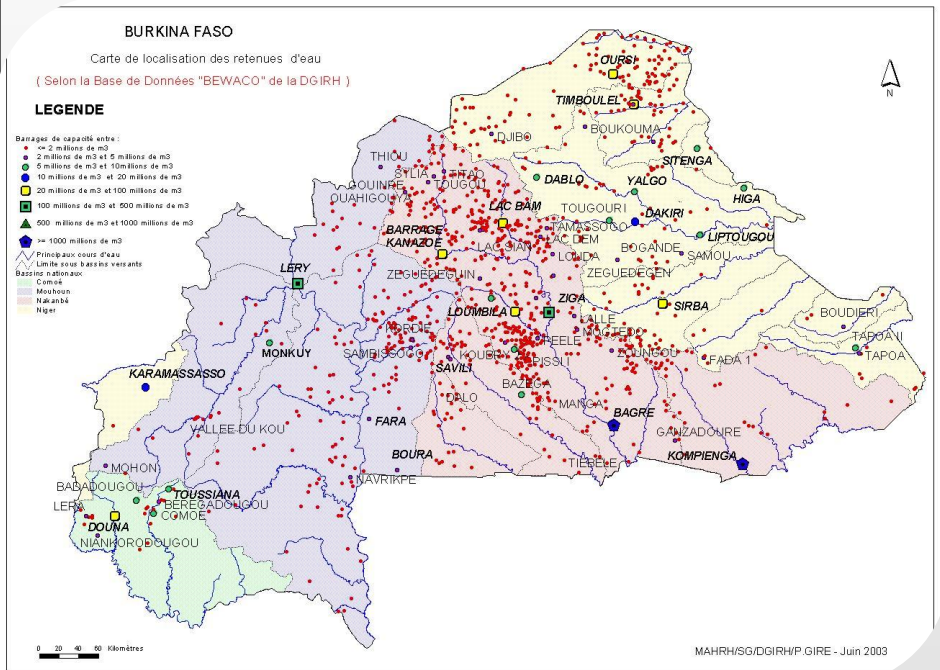 BURKINA FASO
Carte de localisation des retenues d'eau
( Selon la Base de Données "BEWACO" de la DGIRH )
LEGENDE
Barrages de capacité entre :
<= 2 millions de m3
2 millions de m3 et 5 millions de m3
5 millions de m3 et 10millions de m3
10 millions et 20 millions de m3
20 millions de m3 et 100 millions de m3
100 millions de m3 et 500 millions de m3
500 millions de m3 et 1000 millions de m3
>= 1000 millions de m3
Principaux cours d'eau
Limite sous bassins versants
Bassins nationaux
Comoé
Mouhoun
Nakanbé
Niger
N
OURSI
TIMBOULEL
BOUKOUMA
DJIBO
SITENGA
THIOU
SYLIA
TITAO
TOUGOU
GOUINRE
OUAHIGOUYA
DABLO
YALGO
HIGA
LAC BAM
TOUGOURI
DAKIRI
BARRAGE
KANAZOE
TAMASSOGO
LAC DEM
LAC SIAN
LIPTOUGOU
BOGANDE
SAMOU
LOUDA
LERY
ZEGUEDEGUIN
ZEGUEDEGEN
ZIGA
SIRBA
LOUMBILA
BOUDIERI
MOGTEDO
SAMBISSOGO
MONKUY
KOUBRY
PISSI
ZOUNGOU
FADA 1
TAPOA II
TAPOA
SAVILI
KARAMASSASSO
BAZEGA
MANGA
BAGRE
FARA
VALLEE DU KOU
GANZADOURE
KOMPIENGA
BOURA
TIEBELE
MOHON
NAVRIKPE
BADADOUGOU
TOUSSIANA
LERA
BEREGADOUGOU
COMOE
DOUNA
NIANKORODOUGOU
0 20 40 60 Kilomètres
MAHRH/SG/DGIRH/P.GIRE - Juin 2003